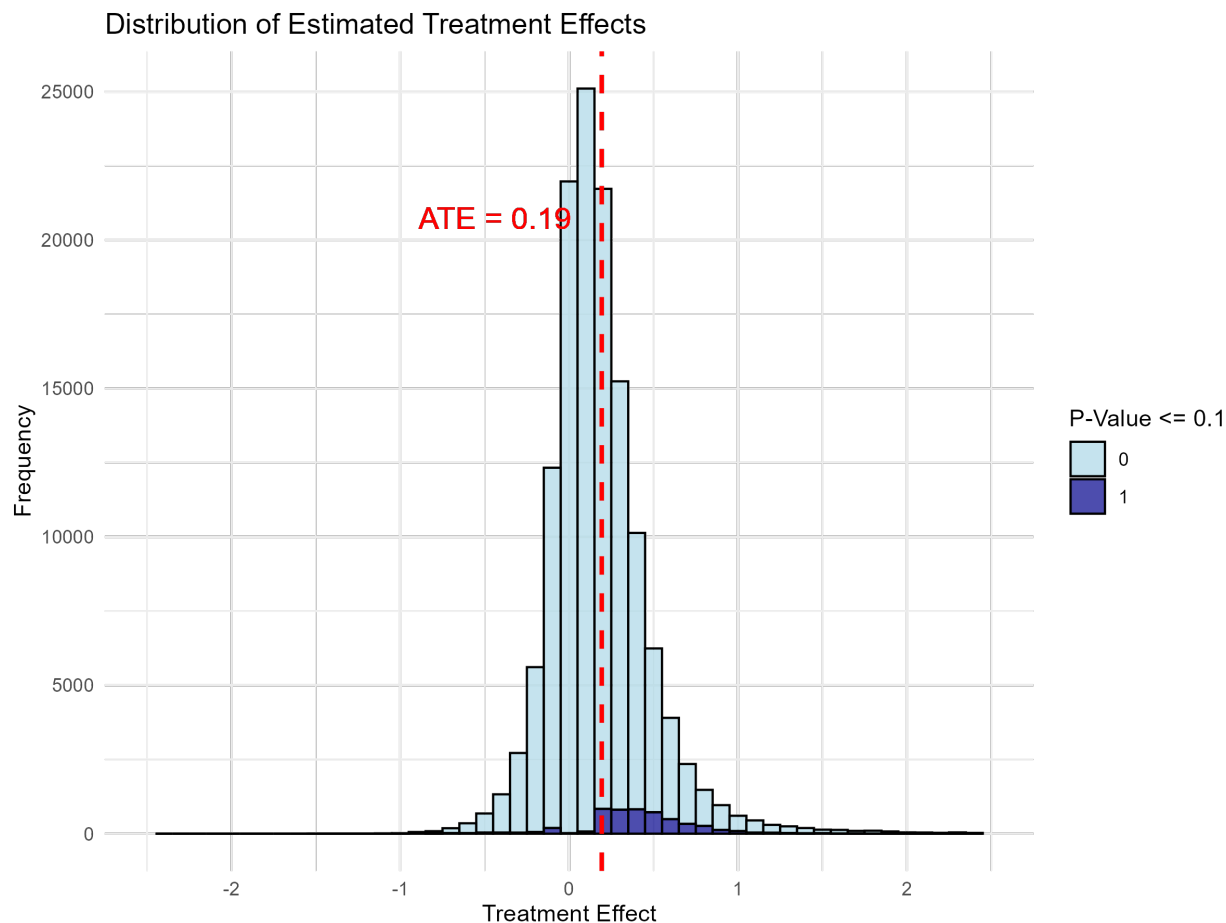 Distribution of Estimated Treatment Effects
25000
20000
15000
10000
5000
0
Frequency
ATE = 0.19
-2
-1
0
1
2
Treatment Effect
P-Value <= 0.1
0
1